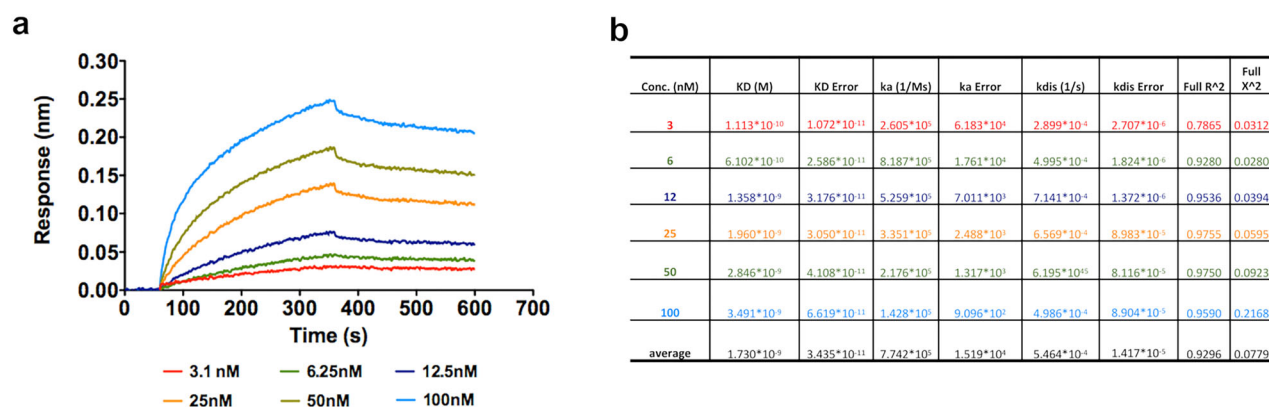 a
0.30
0.25
0.20
0.15
0.10
0.05
0.00
Response (nm)
0 100 200 300 400 500 600 700
Time (s)
3.1 nM 6.25nM 12.5nM
25nM 50nM 100nM
b
Conc. (nM) KD (M) KD Error ka (1/Ms) ka Error kdis (1/s) kdis Error Full R^2 Full X^2
3 1.113*10-10 1.072*10-11 2.605*105 6.183*104 2.899*10-4 2.707*10-6 0.7865 0.0312
6 6.102*10-10 2.586*10-11 8.187*105 1.761*104 4.995*10-4 1.824*10-6 0.9280 0.0280
12 1.358*10-9 3.176*10-11 5.259*105 7.011*103 7.141*10-4 1.372*10-6 0.9536 0.0394
25 1.960*10-9 3.050*10-11 3.351*105 2.488*103 6.569*10-4 8.983*10-5 0.9755 0.0595
50 2.846*10-9 4.108*10-11 2.176*105 1.317*103 6.195*1045 8.116*10-5 0.9750 0.0923
100 3.491*10-9 6.619*10-11 1.428*105 9.096*102 4.986*10-4 8.904*10-5 0.9590 0.2168
average 1.730*10-9 3.435*10-11 7.742*105 1.519*104 5.464*10-4 1.417*10-5 0.9296 0.0779